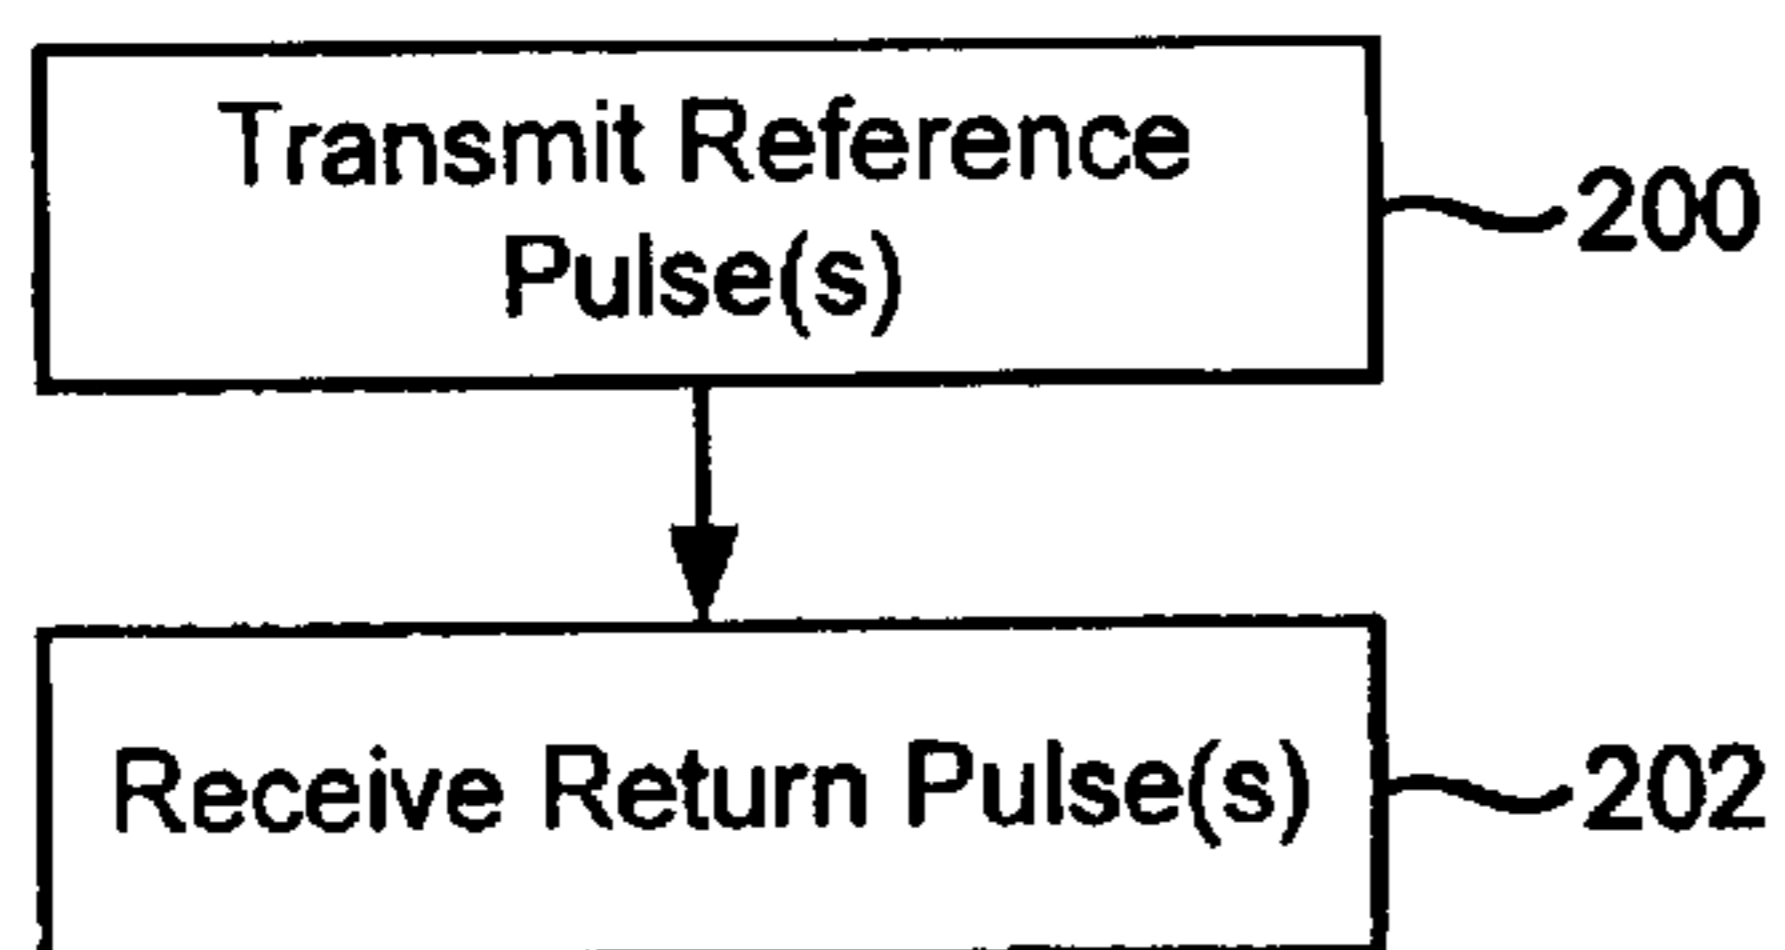 Transmit Reference
Pulse(s)
200
Receive Return Pulse(s)
202